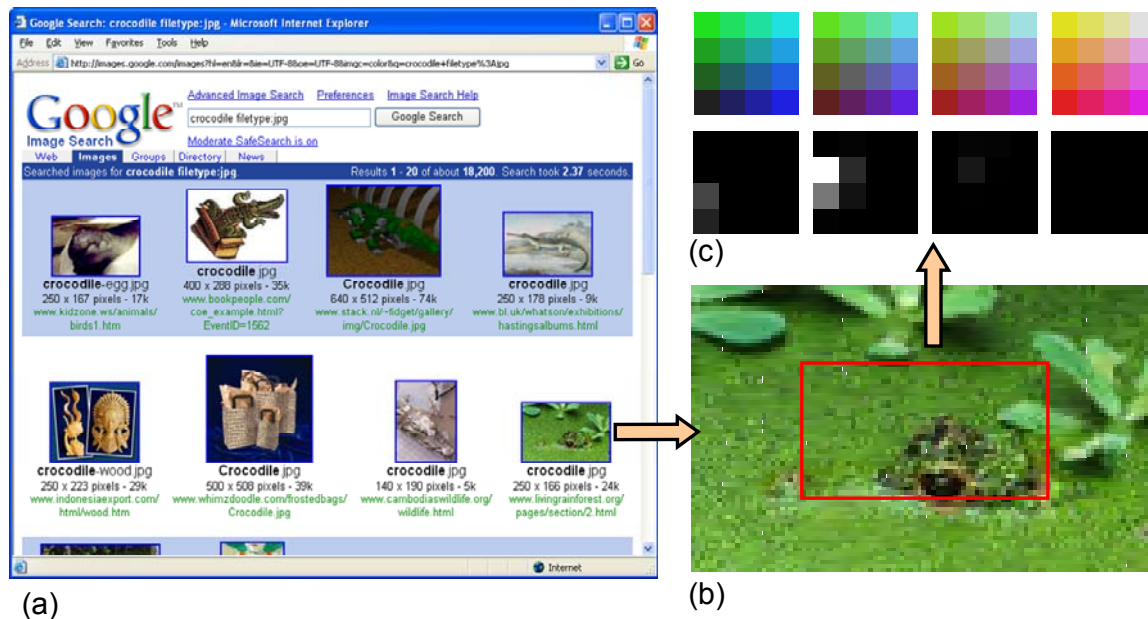 Google Search: crocodile filetype:jpg - Microsoft Internet Explorer
File Edit View Favorites Tools Help
Address http://images.google.com/images?hl=en&lr=&ie=UTF-8&oe=UTF-8&imgc=color&q=crocodile+filetype%3Ajpg Go
Advanced Image Search Preferences Image Search Help
Google TM
crocodile filetype:jpg Google Search
Image Search
Moderate SafeSearch is on
Web Images Groups Directory News
Searched images for crocodile filetype:jpg. Results 1 - 20 of about 18,200. Search took 2.37 seconds.
crocodile-egg.jpg
250 x 167 pixels - 17k
www.kidzone.ws/animals/
birds1.htm
crocodile.jpg
400 x 288 pixels - 35k
www.bookpeople.com/
coe_example.html?
EventID=1562
Crocodile.jpg
640 x 512 pixels - 74k
www.stack.nl/~fidget/gallery/
img/Crocodile.jpg
crocodile.jpg
250 x 178 pixels - 9k
www.bl.uk/whatson/exhibitions/
hastingsalbums.html
crocodile-wood.jpg
250 x 223 pixels - 29k
www.indonesiaexport.com/
html/wood.htm
Crocodile.jpg
500 x 508 pixels - 39k
www.whimzdoodle.com/frostedbags/
Crocodile.jpg
crocodile.jpg
140 x 190 pixels - 5k
www.cambodiaswildlife.org/
wildlife.html
crocodile.jpg
250 x 166 pixels - 24k
www.livingrainforest.org/
pages/section/2.html
Internet
(a)
(c)
(b)